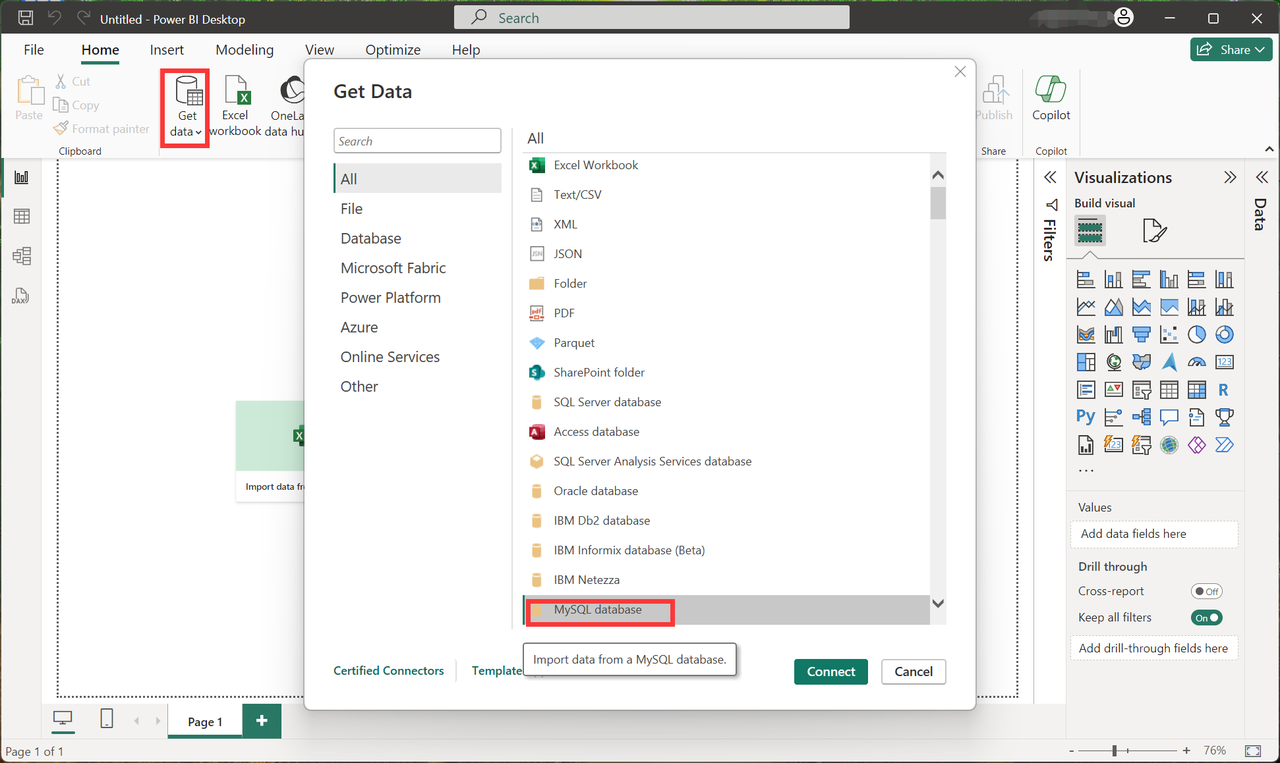 Untitled - Power BI Desktop
Search
File
Home
Insert
Modeling
View
Optimize
Help
Share
Paste
Cut
Copy
Format painter
Clipboard
Get
data
Excel
workbook
OneLa
data hu
Publish
Share
Copilot
Copilot
Get Data
Search
All
File
Database
Microsoft Fabric
Power Platform
Azure
Online Services
Other
All
Excel Workbook
Text/CSV
XML
JSON
Folder
PDF
Parquet
SharePoint folder
SQL Server database
Access database
SQL Server Analysis Services database
Oracle database
IBM Db2 database
IBM Informix database (Beta)
IBM Netezza
MySQL database
Import data from a MySQL database.
Certified Connectors
Template
Connect
Cancel
Import data fr
Filters
Visualizations
Build visual
Data
123
R
Py
123
...
Values
Add data fields here
Drill through
Cross-report
Off
Keep all filters
On
Add drill-through fields here
Page 1
+
Page 1 of 1
- + 76%